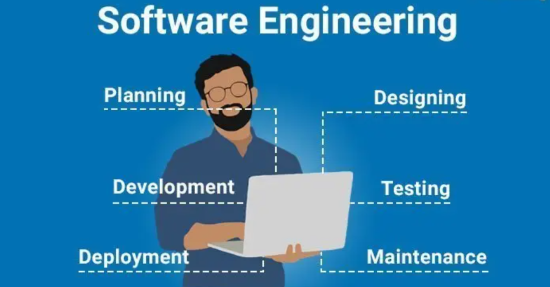 Software Engineering
Planning
Designing
Development
Testing
Deployment
Maintenance